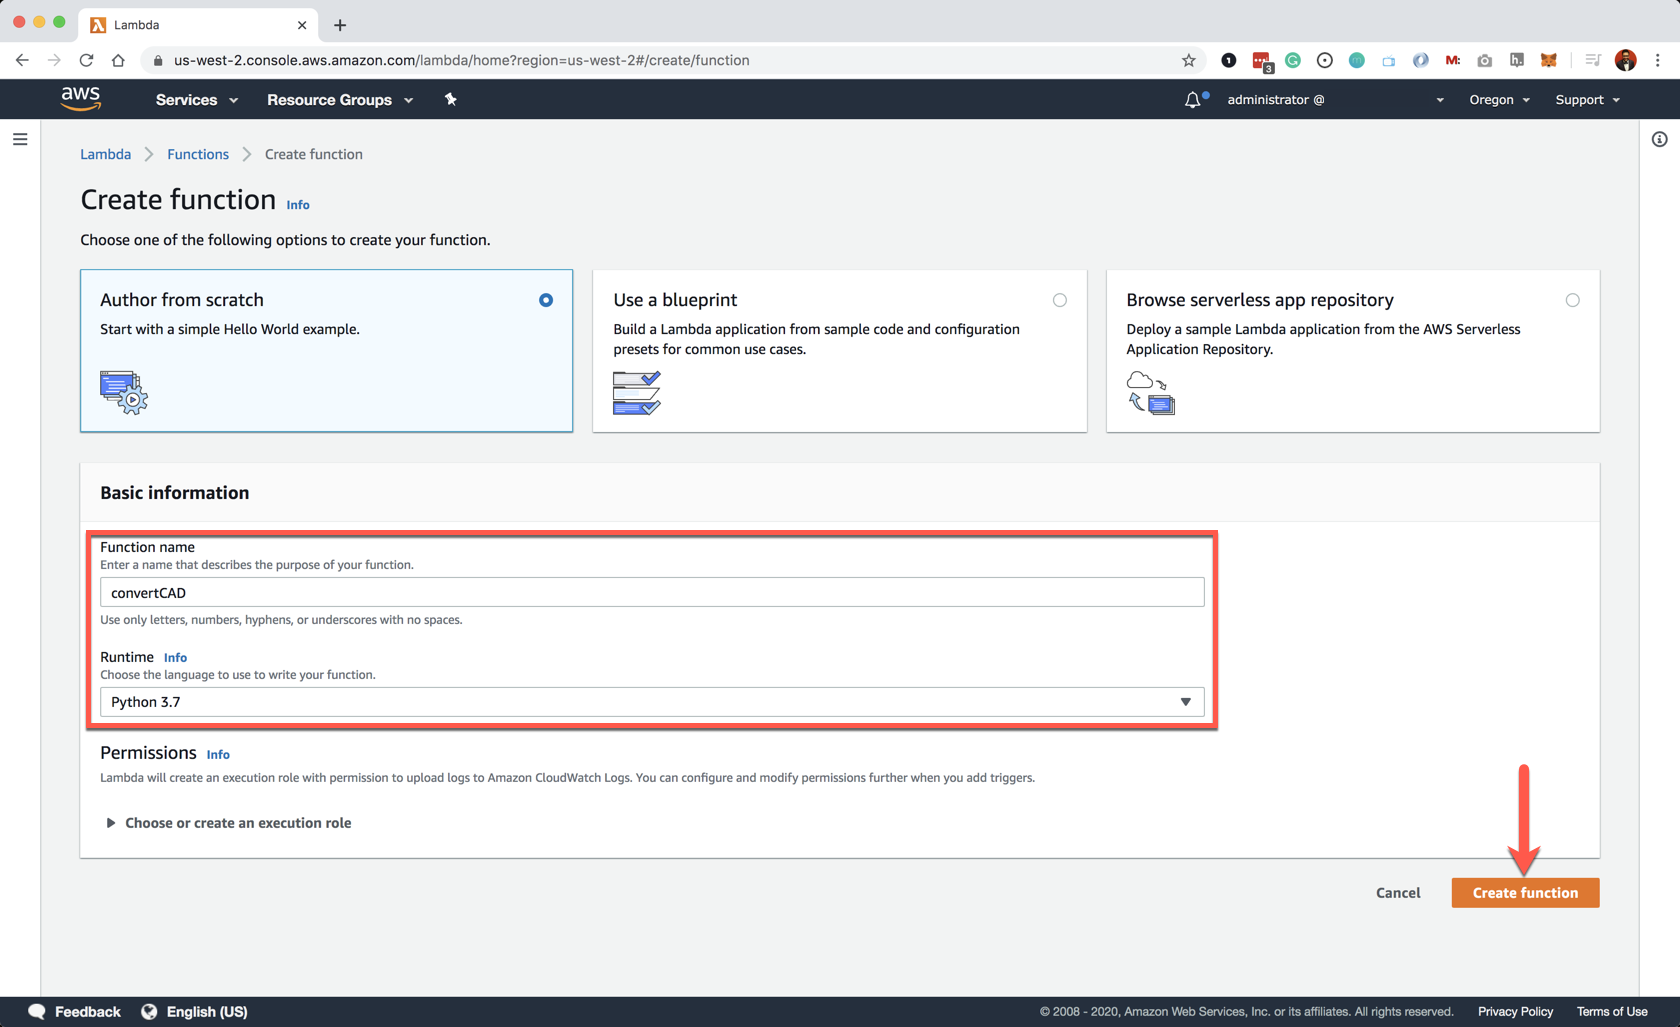 Lambda
us-west-2.console.aws.amazon.com/lambda/home?region=us-west-2#/create/function
1
3
G
m
M:
h.
aws
Services
Resource Groups
administrator @
Oregon
Support
Lambda
Functions
Create function
Create function Info
Choose one of the following options to create your function.
Author from scratch
Start with a simple Hello World example.
Use a blueprint
Build a Lambda application from sample code and configuration
presets for common use cases.
Browse serverless app repository
Deploy a sample Lambda application from the AWS Serverless
Application Repository.
Basic information
Function name
Enter a name that describes the purpose of your function.
convertCAD
Use only letters, numbers, hyphens, or underscores with no spaces.
Runtime Info
Choose the language to use to write your function.
Python 3.7
Permissions Info
Lambda will create an execution role with permission to upload logs to Amazon CloudWatch Logs. You can configure and modify permissions further when you add triggers.
Choose or create an execution role
Cancel
Create function
Feedback
English (US)
© 2008 - 2020, Amazon Web Services, Inc. or its affiliates. All rights reserved.
Privacy Policy
Terms of Use